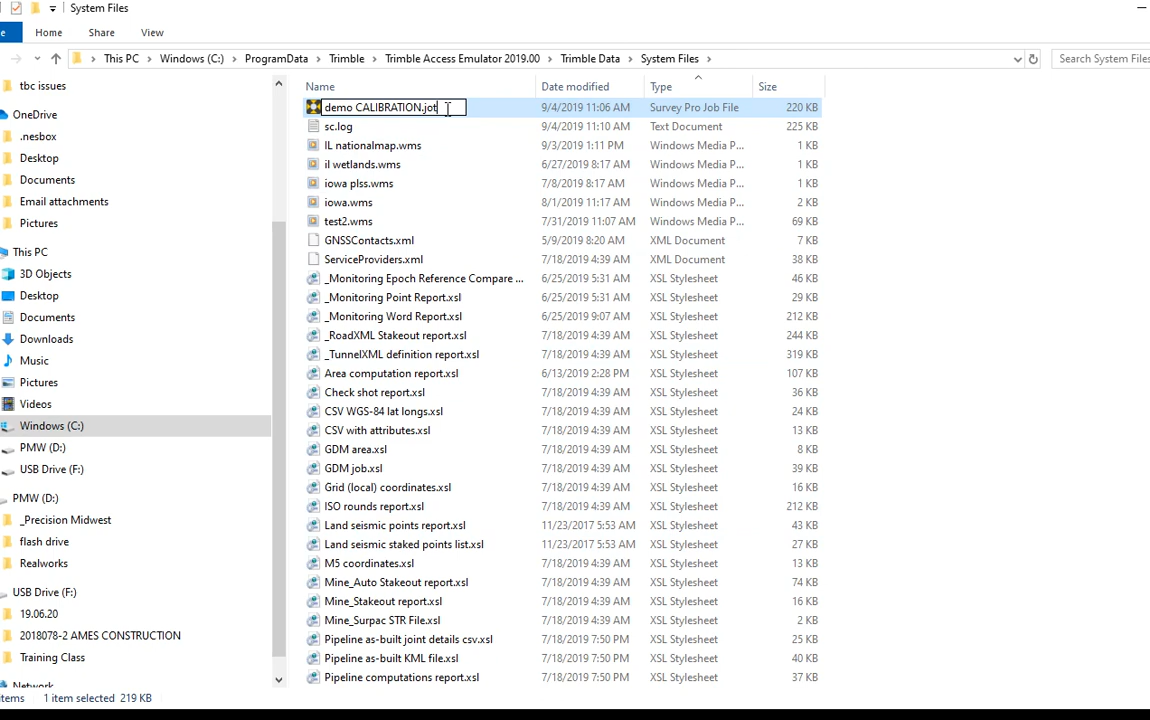 System Files
e Home Share View
This PC > Windows (C:) > ProgramData > Trimble > Trimble Access Emulator 2019.00 > Trimble Data > System Files >
Search System Files
tbc issues
OneDrive
.nesbox
Desktop
Documents
Email attachments
Pictures
This PC
3D Objects
Desktop
Documents
Downloads
Music
Pictures
Videos
Windows (C:)
PMW (D:)
USB Drive (F:)
PMW (D:)
_Precision Midwest
flash drive
Realworks
USB Drive (F:)
19.06.20
2018078-2 AMES CONSTRUCTION
Training Class
Network
Name Date modified Type Size
demo CALIBRATION.jot 9/4/2019 11:06 AM Survey Pro Job File 220 KB
sc.log 9/4/2019 11:10 AM Text Document 225 KB
IL nationalmap.wms 9/3/2019 1:11 PM Windows Media P... 1 KB
il wetlands.wms 6/27/2019 8:17 AM Windows Media P... 1 KB
iowa plss.wms 7/8/2019 8:17 AM Windows Media P... 1 KB
iowa.wms 8/1/2019 11:17 AM Windows Media P... 2 KB
test2.wms 7/31/2019 11:07 AM Windows Media P... 69 KB
GNSSContacts.xml 5/9/2019 8:20 AM XML Document 7 KB
ServiceProviders.xml 7/18/2019 4:39 AM XML Document 38 KB
_Monitoring Epoch Reference Compare ... 6/25/2019 5:31 AM XSL Stylesheet 46 KB
_Monitoring Point Report.xsl 6/25/2019 5:31 AM XSL Stylesheet 29 KB
_Monitoring Word Report.xsl 6/25/2019 9:07 AM XSL Stylesheet 212 KB
_RoadXML Stakeout report.xsl 7/18/2019 4:39 AM XSL Stylesheet 244 KB
_TunnelXML definition report.xsl 7/18/2019 4:39 AM XSL Stylesheet 319 KB
Area computation report.xsl 6/13/2019 2:28 PM XSL Stylesheet 107 KB
Check shot report.xsl 7/18/2019 4:39 AM XSL Stylesheet 36 KB
CSV WGS-84 lat longs.xsl 7/18/2019 4:39 AM XSL Stylesheet 24 KB
CSV with attributes.xsl 7/18/2019 4:39 AM XSL Stylesheet 13 KB
GDM area.xsl 7/18/2019 4:39 AM XSL Stylesheet 8 KB
GDM job.xsl 7/18/2019 4:39 AM XSL Stylesheet 39 KB
Grid (local) coordinates.xsl 7/18/2019 4:39 AM XSL Stylesheet 16 KB
ISO rounds report.xsl 7/18/2019 4:39 AM XSL Stylesheet 212 KB
Land seismic points report.xsl 11/23/2017 5:53 AM XSL Stylesheet 43 KB
Land seismic staked points list.xsl 11/23/2017 5:53 AM XSL Stylesheet 27 KB
M5 coordinates.xsl 7/18/2019 4:39 AM XSL Stylesheet 13 KB
Mine_Auto Stakeout report.xsl 7/18/2019 4:39 AM XSL Stylesheet 74 KB
Mine_Stakeout report.xsl 7/18/2019 4:39 AM XSL Stylesheet 16 KB
Mine_Surpac STR File.xsl 7/18/2019 4:39 AM XSL Stylesheet 2 KB
Pipeline as-built joint details csv.xsl 7/18/2019 7:50 PM XSL Stylesheet 25 KB
Pipeline as-built KML file.xsl 7/18/2019 7:50 PM XSL Stylesheet 40 KB
Pipeline computations report.xsl 7/18/2019 7:50 PM XSL Stylesheet 37 KB
items 1 item selected 219 KB